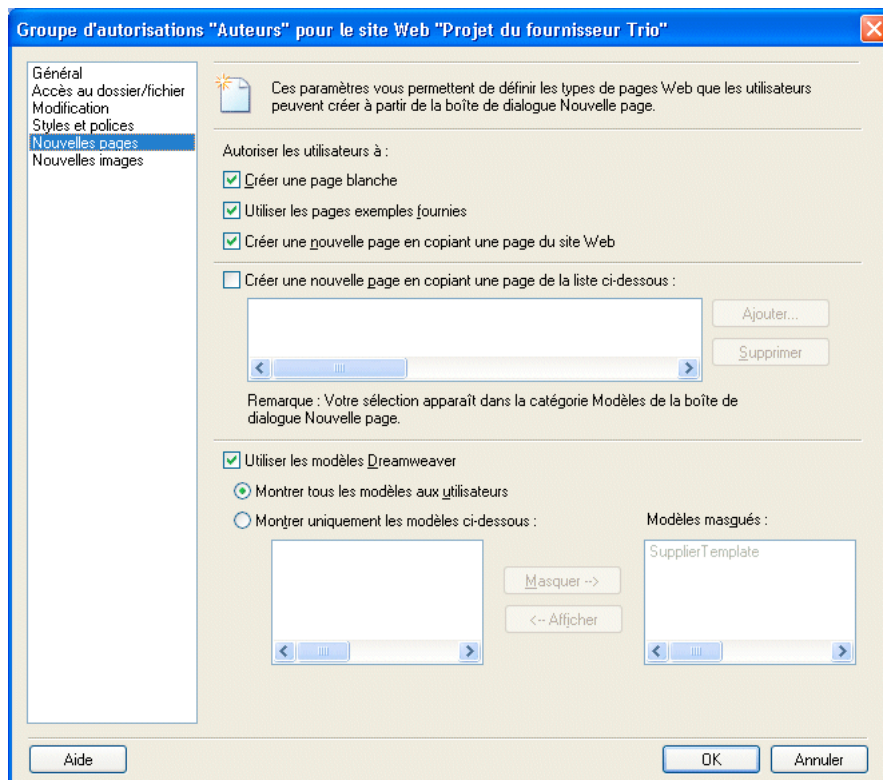 Groupe d'autorisations "Auteurs" pour le site Web "Projet du fournisseur Trio"
Général
Accès au dossier/fichier
Modification
Styles et polices
Nouvelles pages
Nouvelles images
Ces paramètres vous permettent de définir les types de pages Web que les utilisateurs
peuvent créer à partir de la boîte de dialogue Nouvelle page.
Autoriser les utilisateurs à :
Créer une page blanche
Utiliser les pages exemples fournies
Créer une nouvelle page en copiant une page du site Web
Créer une nouvelle page en copiant une page de la liste ci-dessous :
Ajouter...
Supprimer
Remarque : Votre sélection apparaît dans la catégorie Modèles de la boîte de
dialogue Nouvelle page.
Utiliser les modèles Dreamweaver
Montrer tous les modèles aux utilisateurs
Montrer uniquement les modèles ci-dessous :
Modèles masqués :
SupplierTemplate
Masquer -->
<-- Afficher
Aide
OK
Annuler